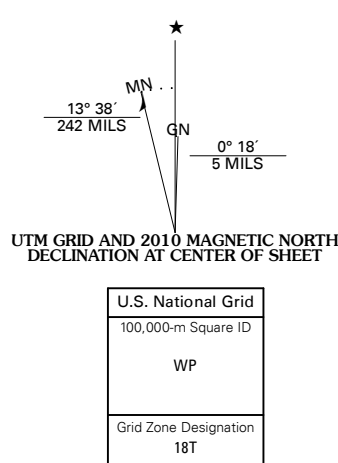 MN
13° 38´
242 MILS
GN
0° 18´
5 MILS
UTM GRID AND 2010 MAGNETIC NORTH
DECLINATION AT CENTER OF SHEET
U.S. National Grid
100,000-m Square ID
WP
Grid Zone Designation
18T